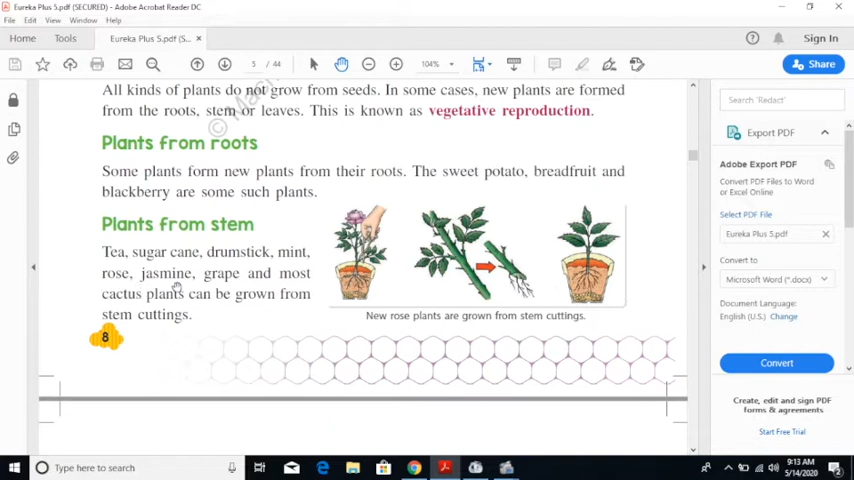 Eureka Plus 5.pdf (SECURED) - Adobe Acrobat Reader DC
File Edit View Window Help
Home Tools Eureka Plus 5.pdf (S... × Sign In
5 / 44 104% Share
All kinds of plants do not grow from seeds. In some cases, new plants are formed
from the roots, stem or leaves. This is known as vegetative reproduction.
Plants from roots
Some plants form new plants from their roots. The sweet potato, breadfruit and
blackberry are some such plants.
Plants from stem
Tea, sugar cane, drumstick, mint,
rose, jasmine, grape and most
cactus plants can be grown from
stem cuttings.
New rose plants are grown from stem cuttings.
8
Search 'Redact'
Export PDF
Adobe Export PDF
Convert PDF Files to Word
or Excel Online
Select PDF File
Eureka Plus 5.pdf
Convert to
Microsoft Word (*.docx)
Document Language:
English (U.S.) Change
Convert
Create, edit and sign PDF
forms & agreements
Start Free Trial
Type here to search
9:13 AM
5/14/2020
2